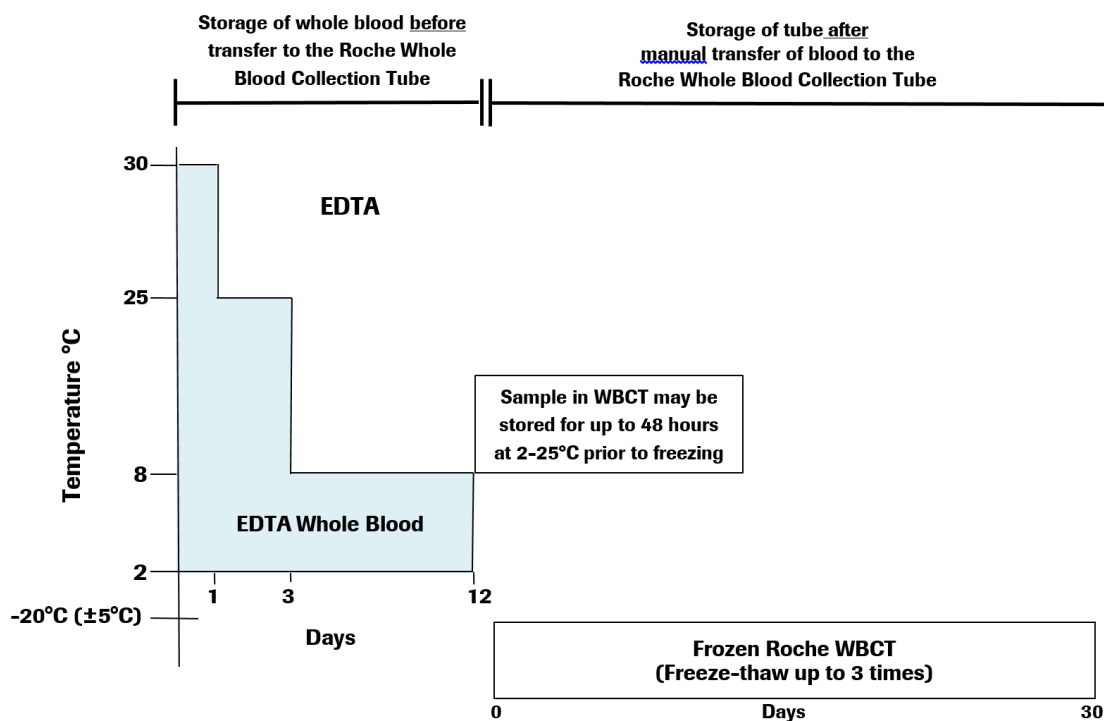 Storage of whole blood before
transfer to the Roche Whole
Blood Collection Tube
Storage of tube after
manual transfer of blood to the
Roche Whole Blood Collection Tube
30
EDTA
25
Temperature °C
Sample in WBCT may be
stored for up to 48 hours
at 2-25°C prior to freezing
8
EDTA Whole Blood
2
1 3 12
-20°C (±5°C)
Days
Frozen Roche WBCT
(Freeze-thaw up to 3 times)
0 Days 30